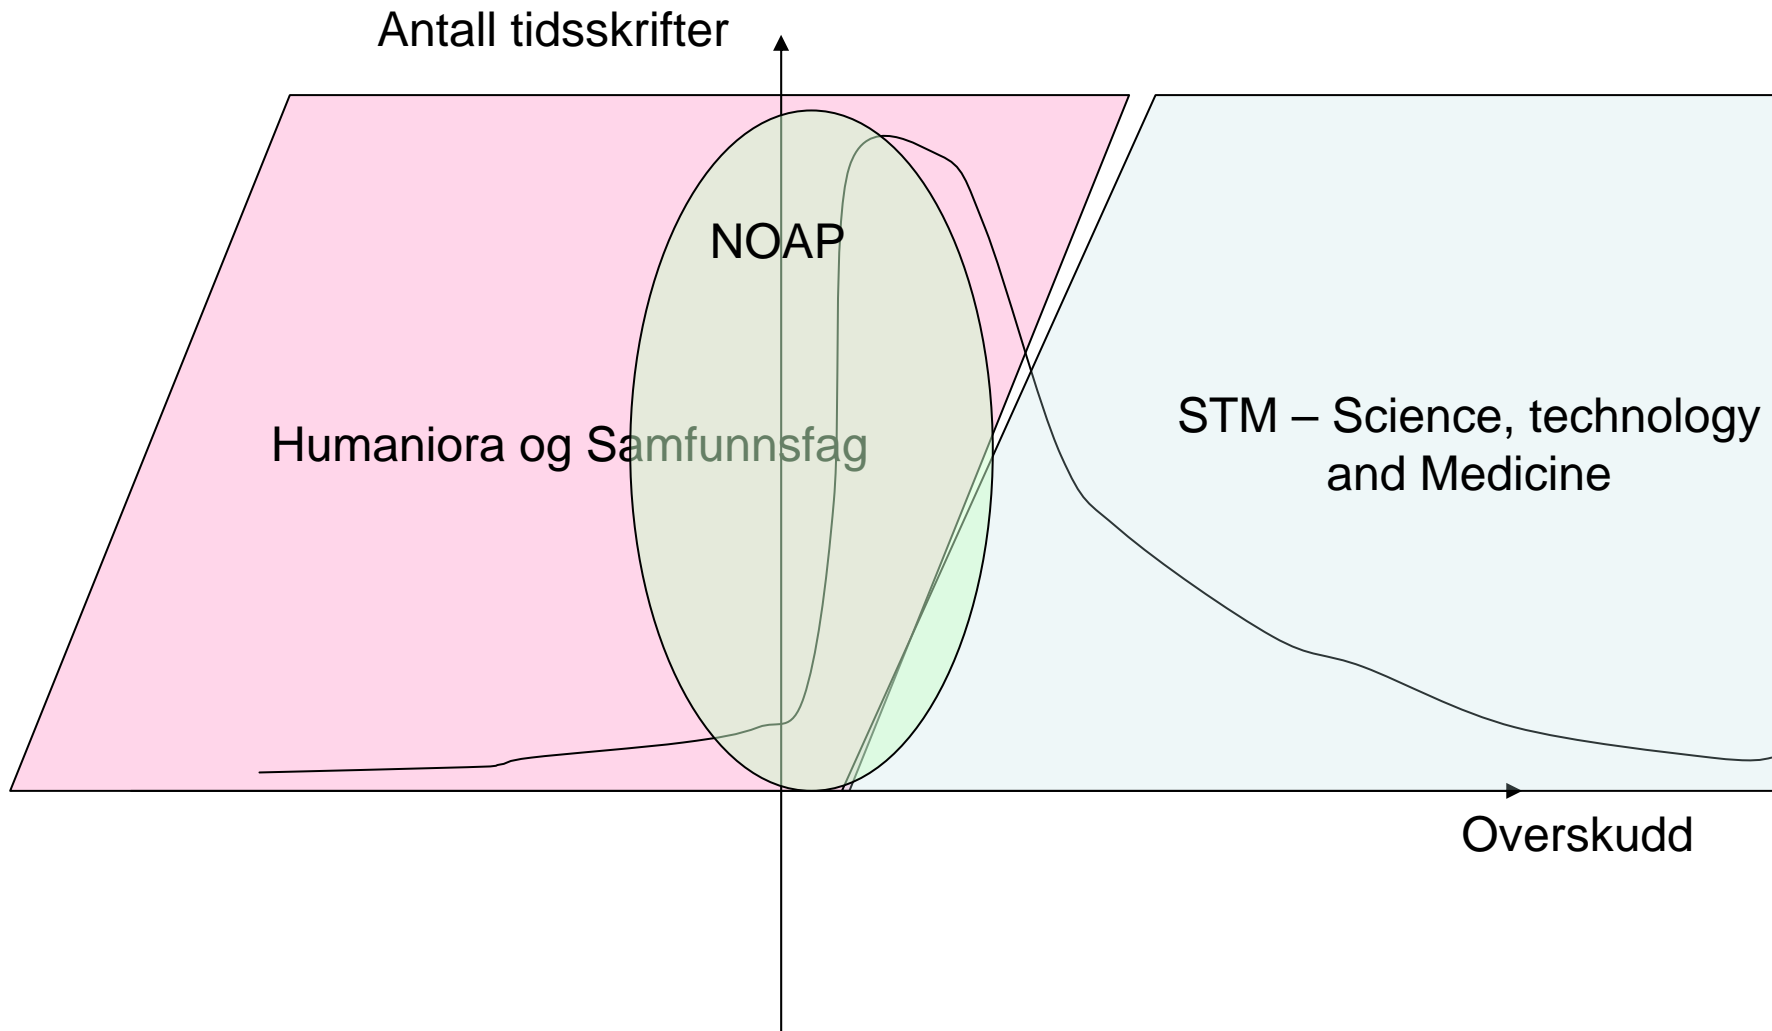 Antall tidsskrifter
NOAP
Humaniora og Samfunnsfag
STM – Science, technology
and Medicine
Overskudd